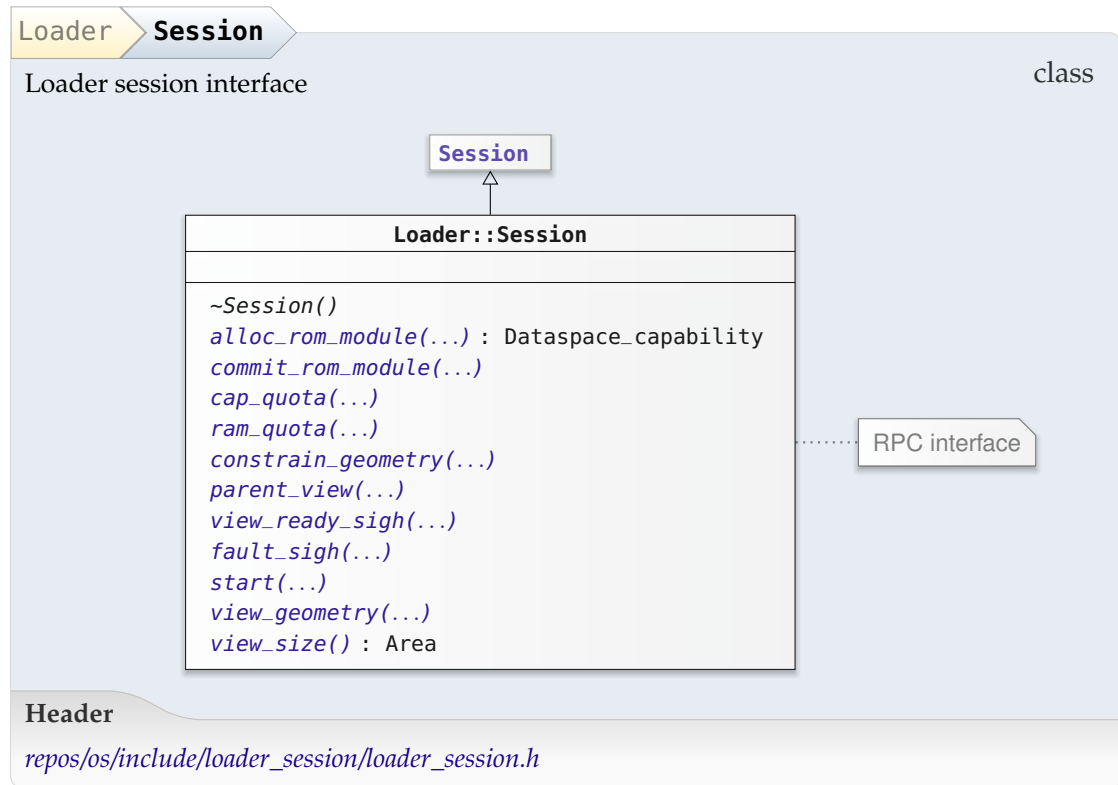 Loader Session
class
Loader session interface
Session
Loader::Session
~Session()
alloc_rom_module(...) : Dataspace_capability
commit_rom_module(...)
cap_quota(...)
ram_quota(...)
constrain_geometry(...)
parent_view(...)
view_ready_sigh(...)
fault_sigh(...)
start(...)
view_geometry(...)
view_size() : Area
RPC interface
Header
repos/os/include/loader_session/loader_session.h